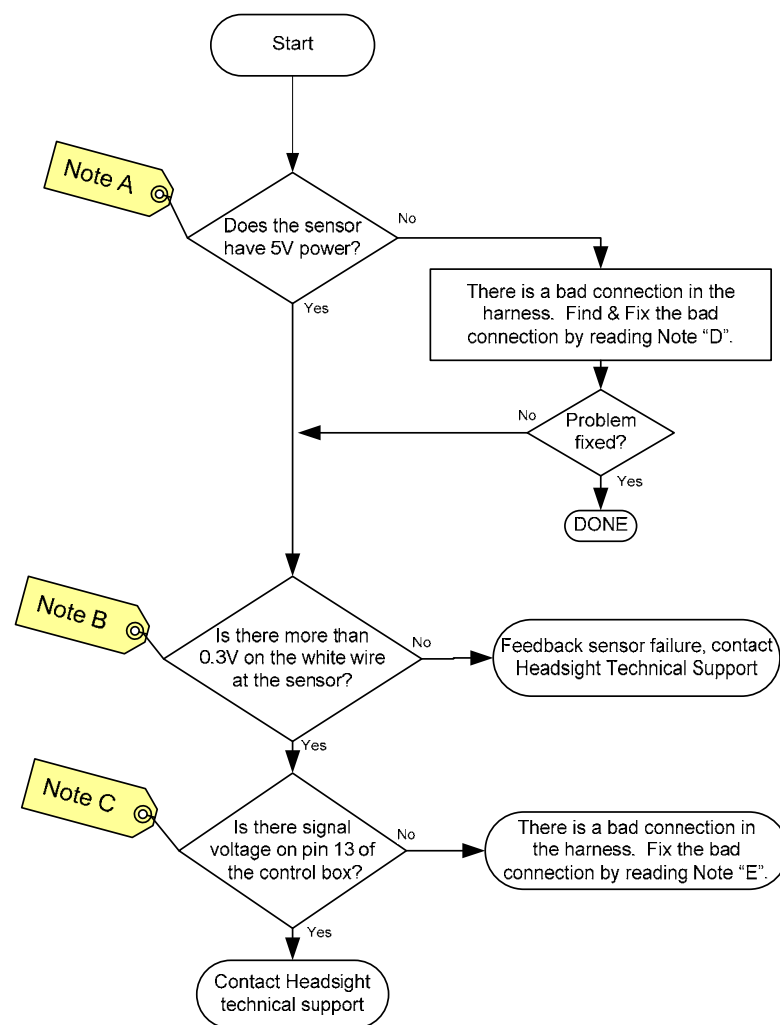 Start
Note A
Does the sensor
have 5V power?
No
Yes
There is a bad connection in the
harness.  Find & Fix the bad
connection by reading Note “D”.
Problem
fixed?
No
Yes
DONE
Note B
Is there more than
0.3V on the white wire
at the sensor?
No
Feedback sensor failure, contact
Headsight Technical Support
Yes
Note C
Is there signal
voltage on pin 13 of
the control box?
No
There is a bad connection in
the harness.  Fix the bad
connection by reading Note “E”.
Yes
Contact Headsight
technical support